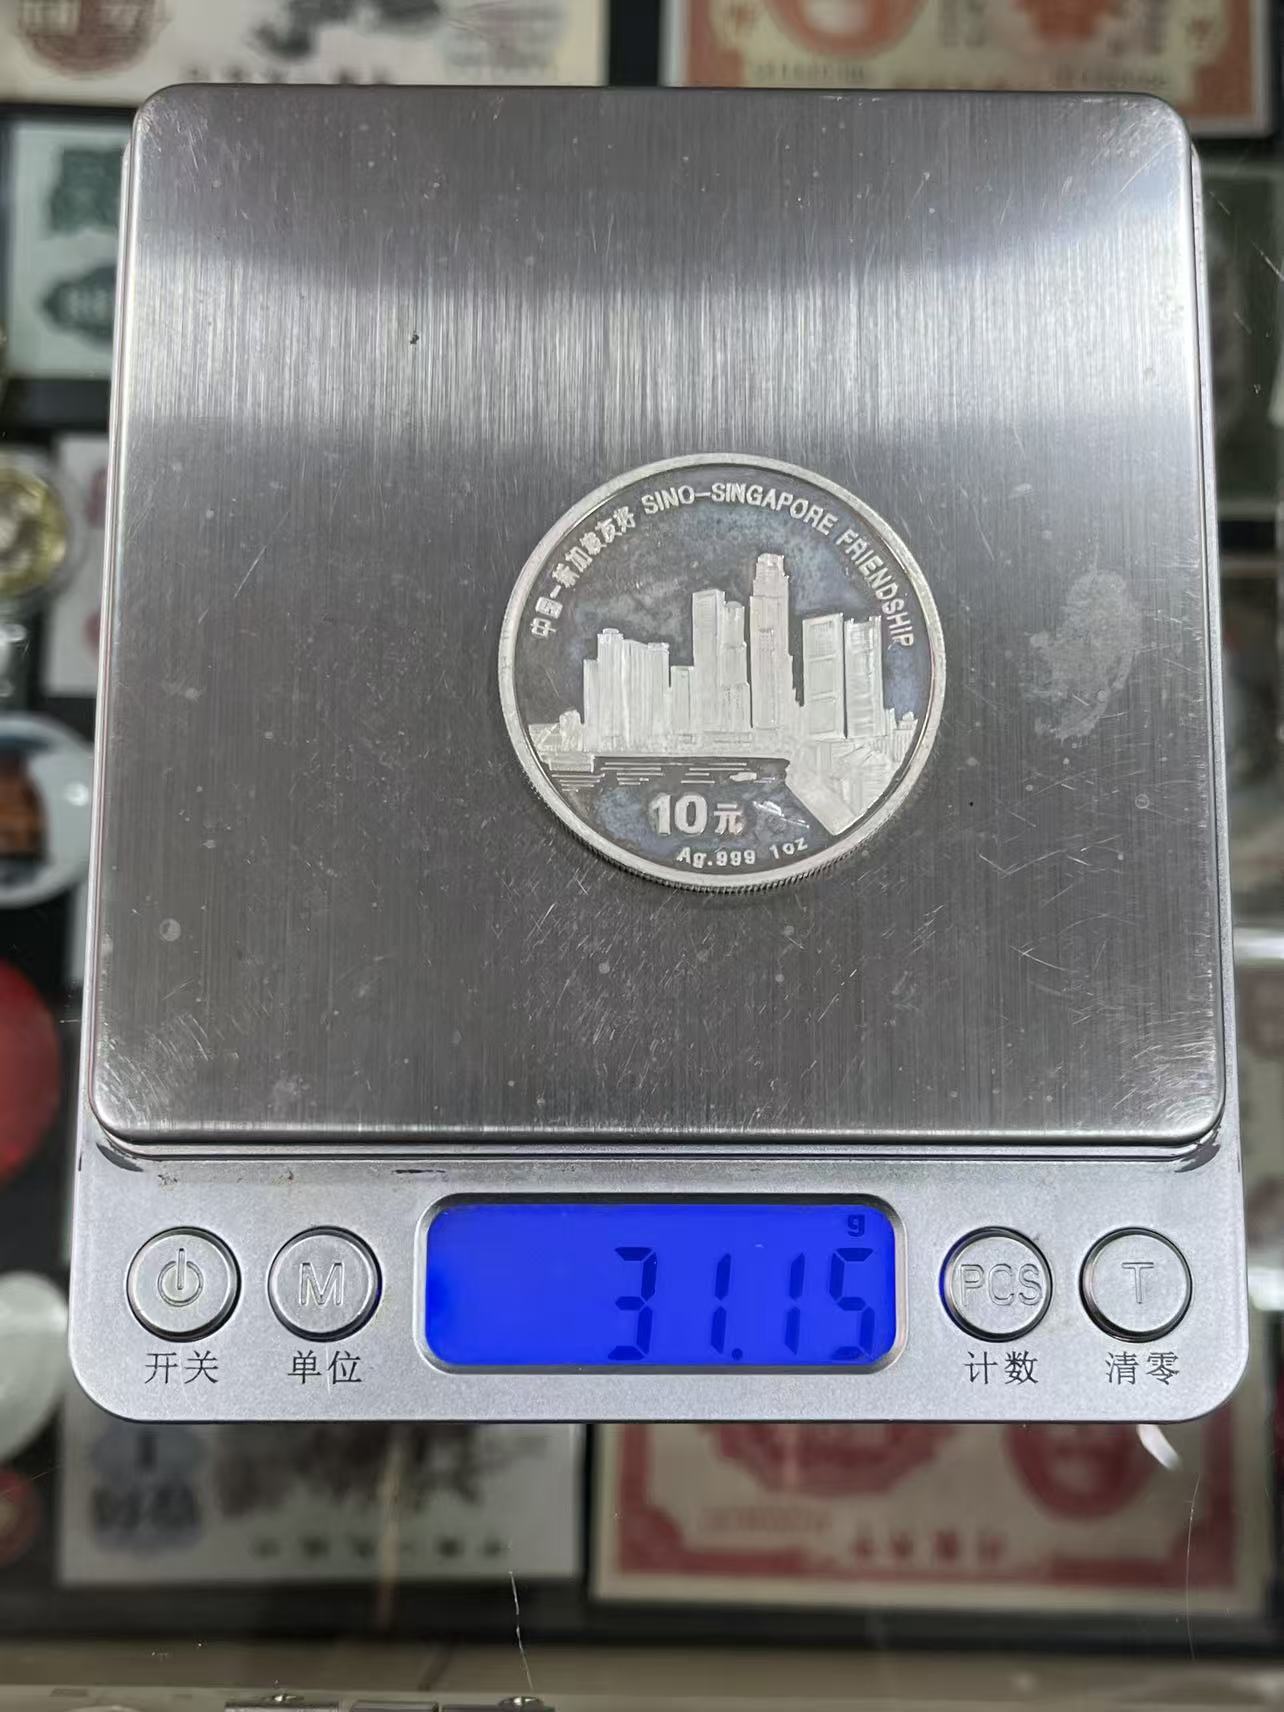 中国－新加坡友好 SINO-SINGAPORE FRIENDSHIP
10元
Ag.999 1oz
g
31.15
M
PCS
T
开关
单位
计数
清零